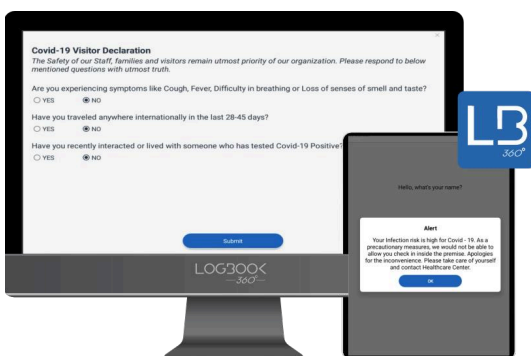 Covid-19 Visitor Declaration
The Safety of our Staff, families and visitors remain utmost priority of our organization. Please respond to below
mentioned questions with utmost truth.
Are you experiencing symptoms like Cough, Fever, Difficulty in breathing or Loss of senses of smell and taste?
YES NO
Have you traveled anywhere internationally in the last 28-45 days?
YES NO
Have you recently interacted or lived with someone who has tested Covid-19 Positive?
YES NO
Submit
LOGBOOK
360°
LB
360°
Hello, what's your name?
Alert
Your Infection risk is high for Covid - 19. As a
precautionary measures, we would not be able to
allow you check in inside the premise. Apologies
for the inconvenience. Please take care of yourself
and contact Healthcare Center.
OK